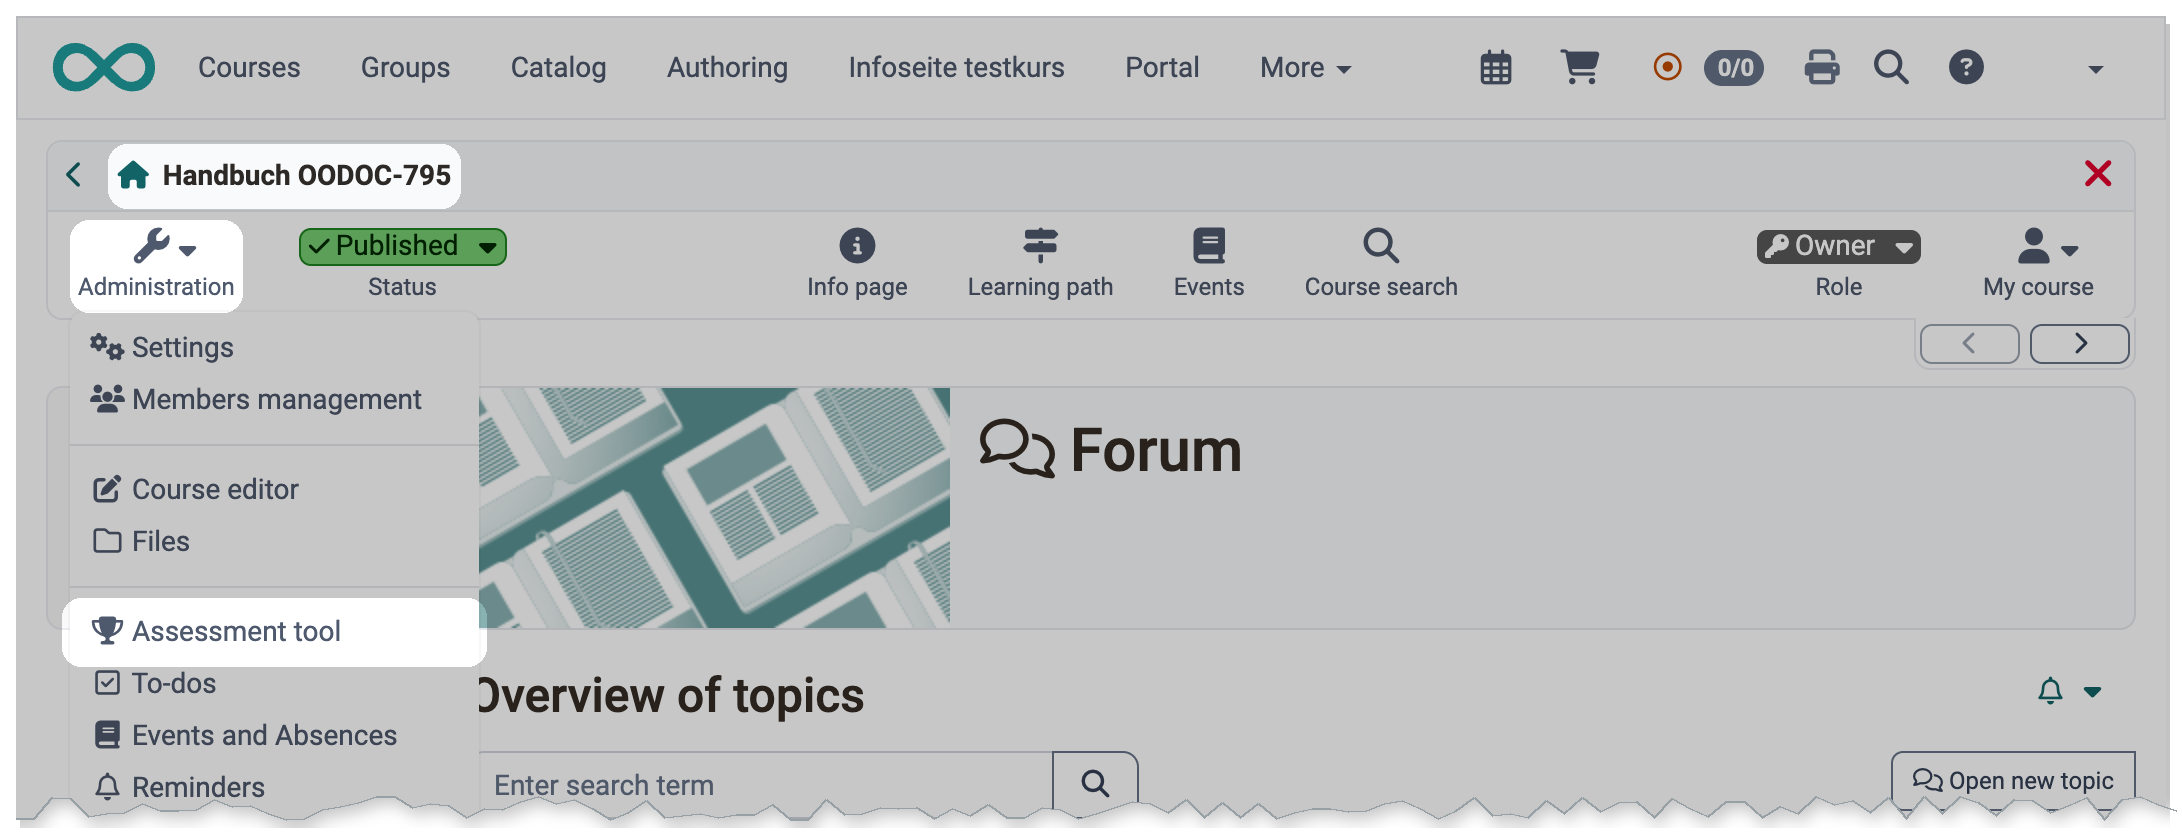 Courses Groups Catalog Authoring Infoseite testkurs Portal More 0/0 ?
Handbuch OODOC-795
Administration
Published
Status
Info page
Learning path
Events
Course search
Owner
Role
My course
Settings
Members management
Course editor
Files
Assessment tool
To-dos
Events and Absences
Reminders
Forum
Overview of topics
Enter search term
Open new topic